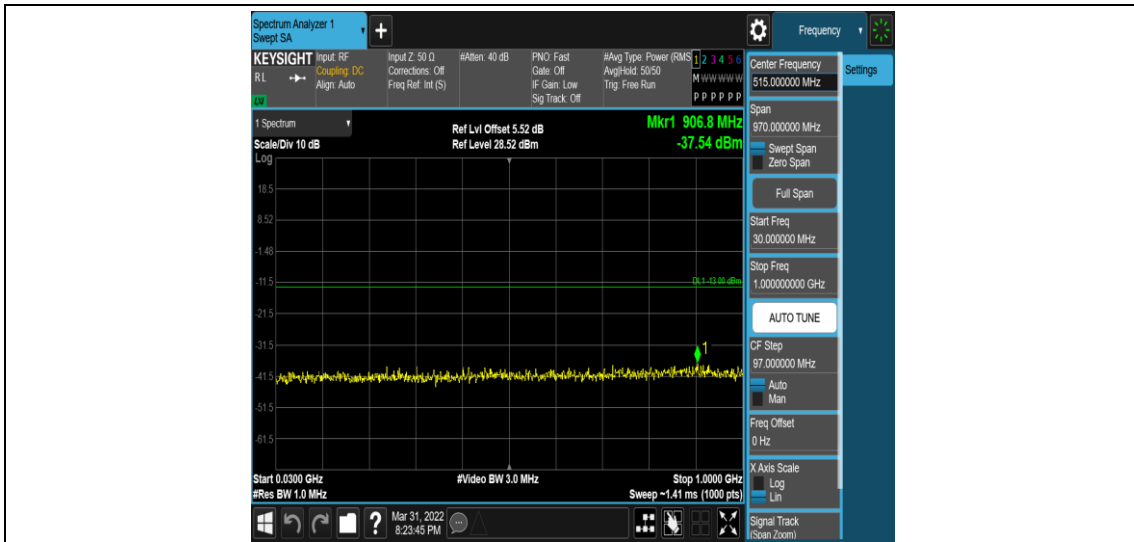 Spectrum Analyzer 1
Swept SA
+
Frequency
KEYSIGHT
RL
LXI
Input: RF
Coupling: DC
Align: Auto
Input Z: 50 Ω
Corrections: Off
Freq Ref: Int (S)
#Atten: 40 dB
PNO: Fast
Gate: Off
IF Gain: Low
Sig Track: Off
#Avg Type: Power (RMS
Avg|Hold: 50/50
Trig: Free Run
1 2 3 4 5 6
M W W W W W
P P P P P P
Center Frequency
515.000000 MHz
Settings
Span
970.000000 MHz
Swept Span
Zero Span
Full Span
Start Freq
30.000000 MHz
Stop Freq
1.000000000 GHz
AUTO TUNE
CF Step
97.000000 MHz
Auto
Man
Freq Offset
0 Hz
X Axis Scale
Log
Lin
Signal Track
(Span Zoom)
1 Spectrum
Scale/Div 10 dB
Log
Ref Lvl Offset 5.52 dB
Ref Level 28.52 dBm
Mkr1 906.8 MHz
-37.54 dBm
18.5
8.52
-1.48
-11.5
DL1 -13.00 dBm
-21.5
-31.5
1
-41.5
-51.5
-61.5
Start 0.0300 GHz
#Video BW 3.0 MHz
Stop 1.0000 GHz
#Res BW 1.0 MHz
Sweep ~1.41 ms (1000 pts)
?
Mar 31, 2022
8:23:45 PM